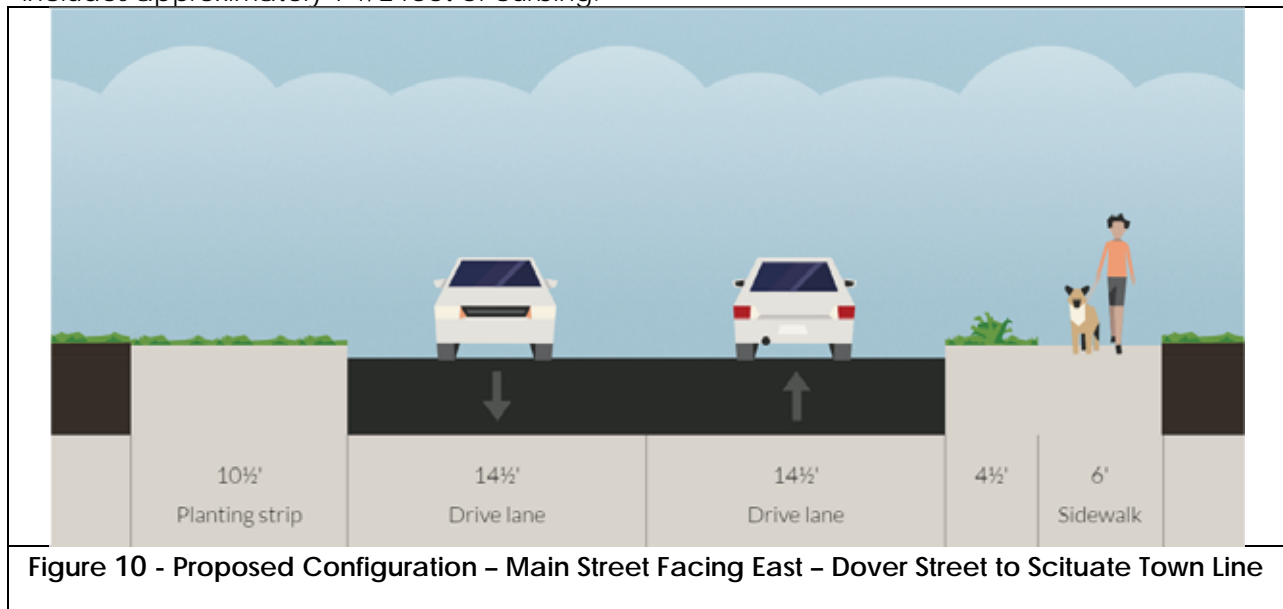 10½' 14½' 14½' 4½' 6'
Planting strip Drive lane Drive lane Sidewalk
Figure 10 - Proposed Configuration – Main Street Facing East – Dover Street to Scituate Town Line